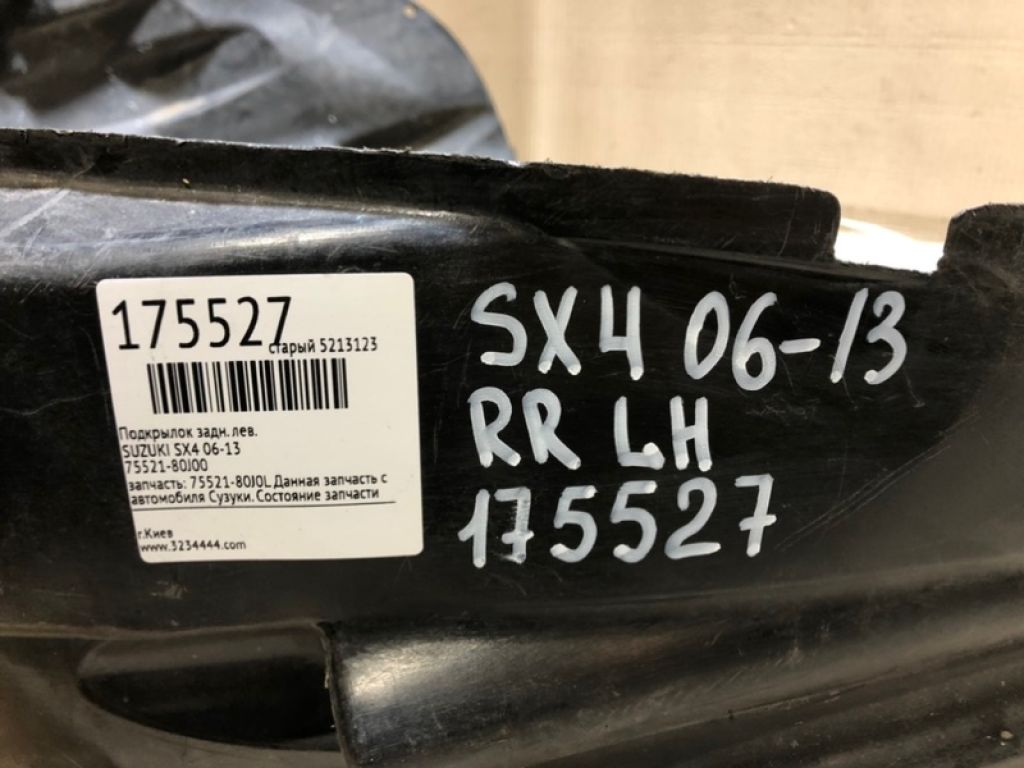 175527
старый 5213123
Подкрылок задн. лев.
SUZUKI SX4 06-13
75521-80J00
запчасть: 75521-80J0L Данная запчасть с
автомобиля Сузуки. Состояние запчасти
г.Киев
www.3234444.com
SX4 06-13
RR LH
175527